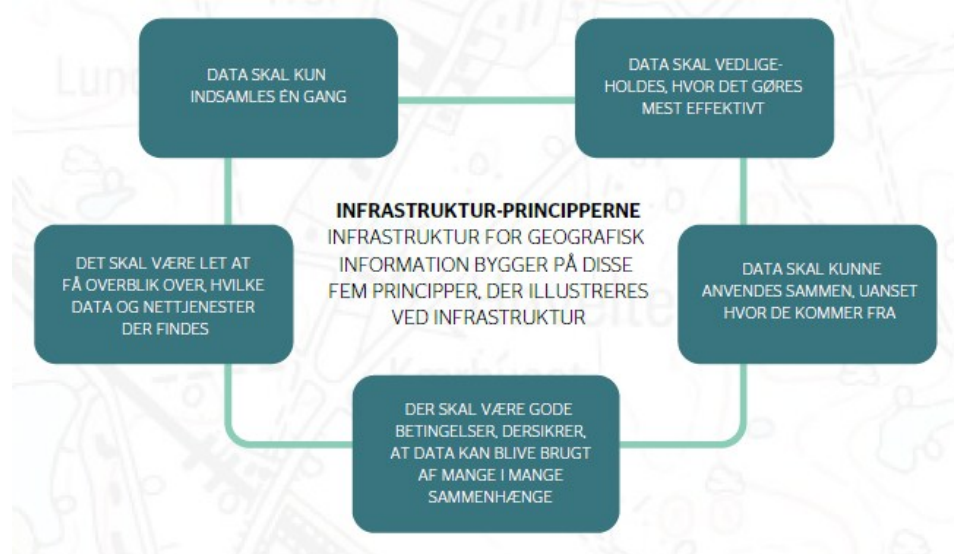 DATA SKAL KUN
INDSAMLES ÉN GANG
DATA SKAL VEDLIGE-
HOLDES, HVOR DET GØRES
MEST EFFEKTIVT
INFRASTRUKTUR-PRINCIPPERNE
INFRASTRUKTUR FOR GEOGRAFISK
INFORMATION BYGGER PÅ DISSE
FEM PRINCIPPER, DER ILLUSTRERES
VED INFRASTRUKTUR
DET SKAL VÆRE LET AT
FÅ OVERBLIK OVER, HVILKE
DATA OG NETTJENESTER
DER FINDES
DATA SKAL KUNNE
ANVENDES SAMMEN, UANSET
HVOR DE KOMMER FRA
DER SKAL VÆRE GODE
BETINGELSER, DERSIKRER,
AT DATA KAN BLIVE BRUGT
AF MANGE I MANGE
SAMMENHÆNGE